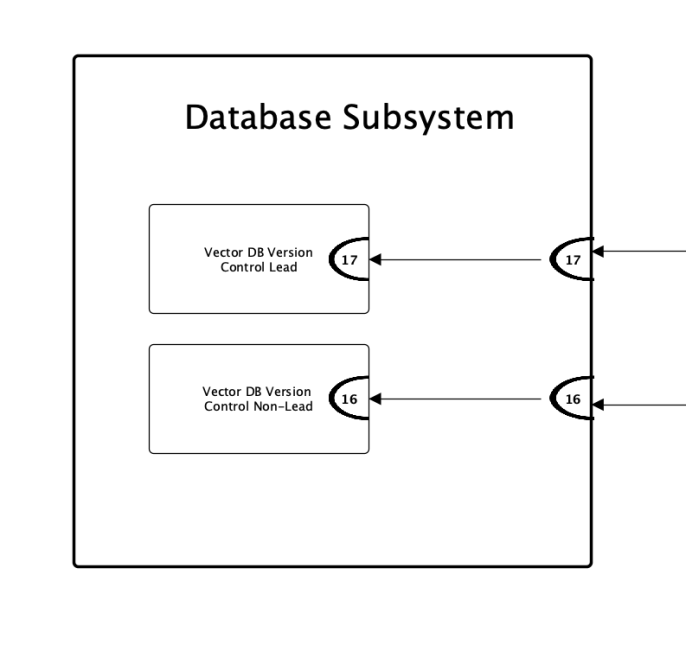 Database Subsystem
Vector DB Version
Control Lead
17
17
Vector DB Version
Control Non-Lead
16
16